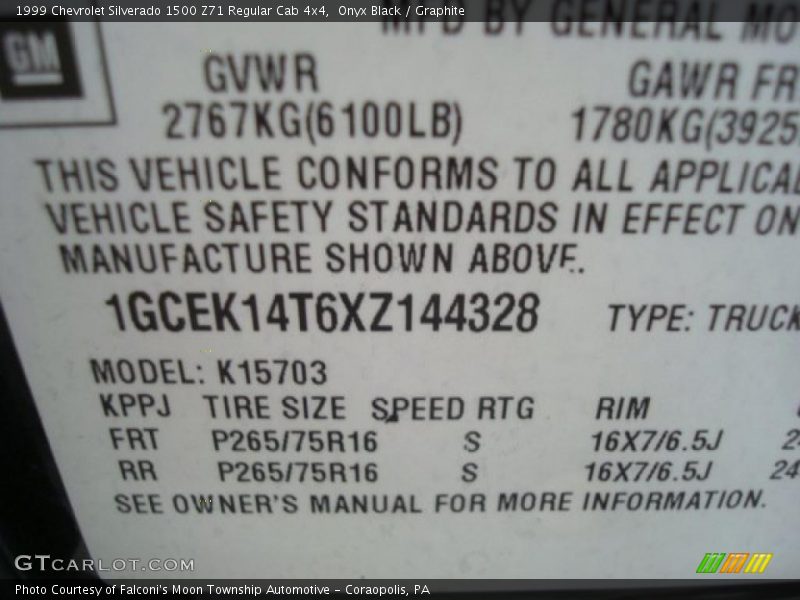 1999 Chevrolet Silverado 1500 Z71 Regular Cab 4x4, Onyx Black / Graphite
MFD BY GENERAL MO
GM
GVWR GAWR FR
2767KG(6100LB) 1780KG(3925
THIS VEHICLE CONFORMS TO ALL APPLICAL
VEHICLE SAFETY STANDARDS IN EFFECT ON
MANUFACTURE SHOWN ABOVE.
1GCEK14T6XZ144328 TYPE: TRUCK
MODEL: K15703
KPPJ TIRE SIZE SPEED RTG RIM
FRT P265/75R16 S 16X7/6.5J 2
RR P265/75R16 S 16X7/6.5J 24
SEE OWNER'S MANUAL FOR MORE INFORMATION.
GTCARLOT.COM
Photo Courtesy of Falconi's Moon Township Automotive – Coraopolis, PA